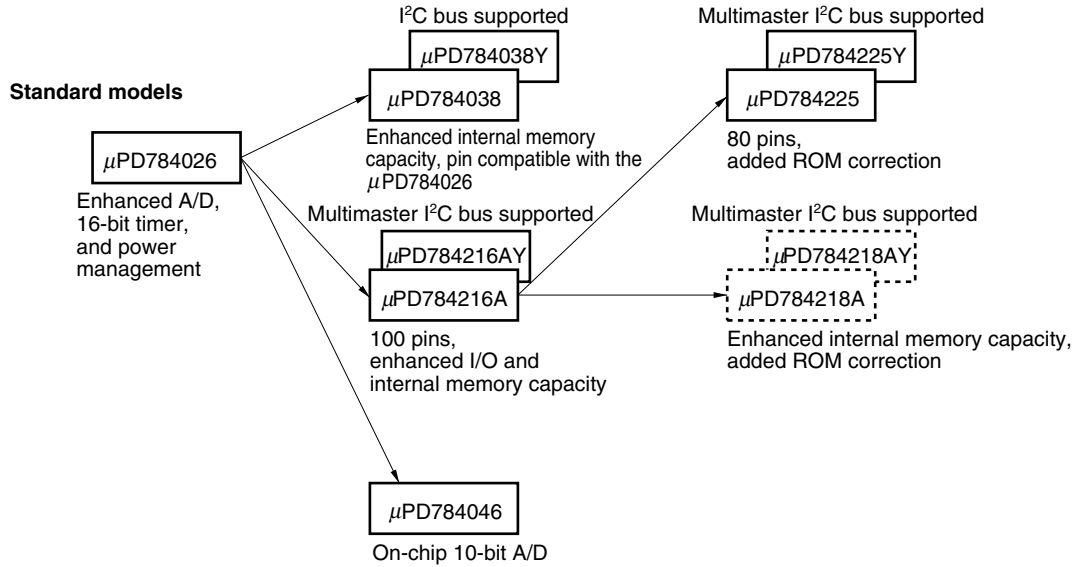 I²C bus supported
μPD784038Y
μPD784038
Enhanced internal memory
capacity, pin compatible with the
μPD784026
Multimaster I²C bus supported
μPD784225Y
μPD784225
80 pins,
added ROM correction
Standard models
μPD784026
Enhanced A/D,
16-bit timer,
and power
management
Multimaster I²C bus supported
μPD784216AY
μPD784216A
100 pins,
enhanced I/O and
internal memory capacity
Multimaster I²C bus supported
μPD784218AY
μPD784218A
Enhanced internal memory capacity,
added ROM correction
μPD784046
On-chip 10-bit A/D